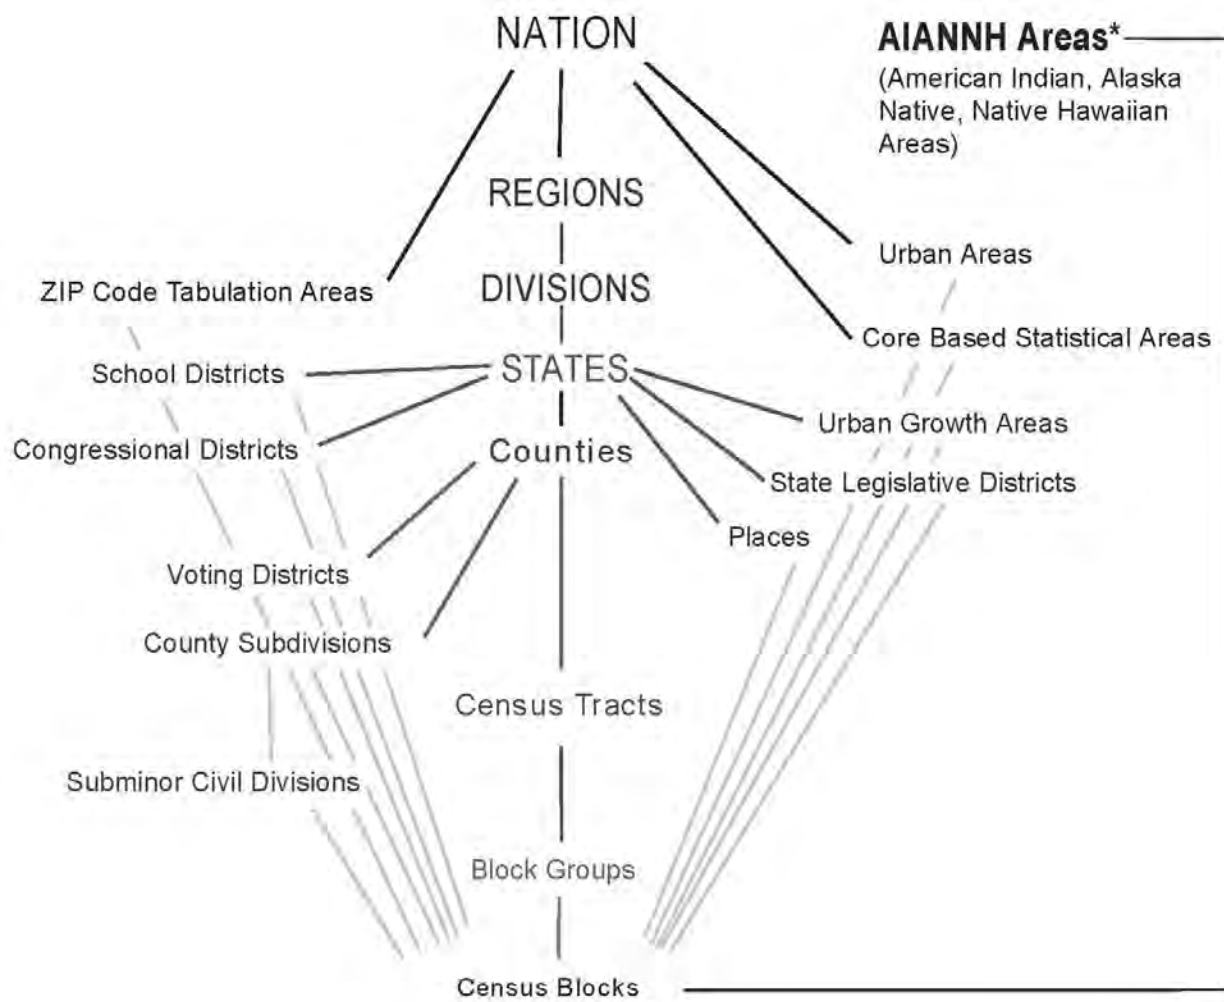 NATION
AIANNH Areas*
(American Indian, Alaska
Native, Native Hawaiian
Areas)
REGIONS
Urban Areas
ZIP Code Tabulation Areas
DIVISIONS
Core Based Statistical Areas
School Districts
STATES
Urban Growth Areas
Congressional Districts
Counties
State Legislative Districts
Places
Voting Districts
County Subdivisions
Census Tracts
Subminor Civil Divisions
Block Groups
Census Blocks